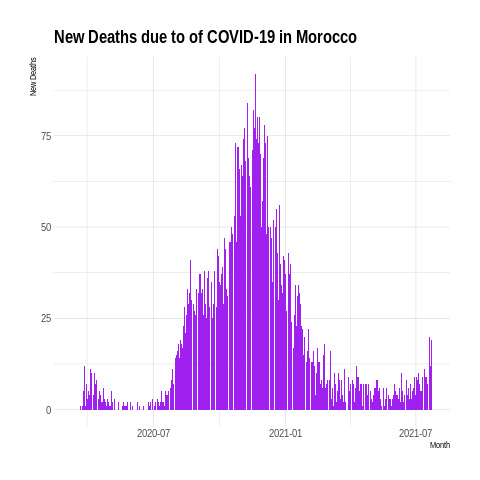 New Deaths due to of COVID-19 in Morocco
New Deaths
75
50
25
0
2020-07
2021-01
2021-07
Month